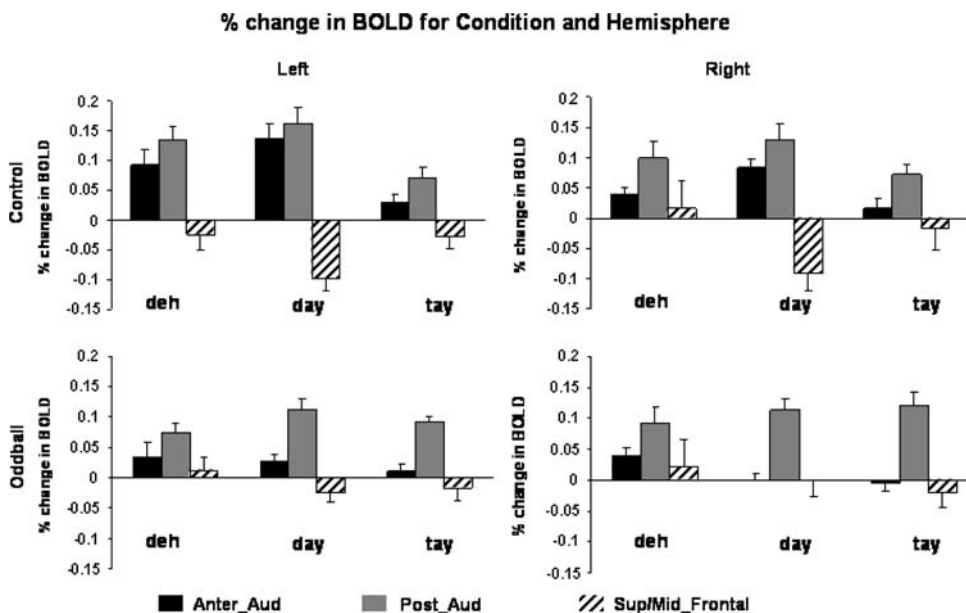 % change in BOLD for Condition and Hemisphere
Left
Right
Control
% change in BOLD
0.2
0.15
0.1
0.05
0
-0.05
-0.1
-0.15
deh day tay
% change in BOLD
0.2
0.15
0.1
0.05
0
-0.05
-0.1
-0.15
deh day tay
Oddball
% change in BOLD
0.2
0.15
0.1
0.05
0
-0.05
-0.1
-0.15
deh day tay
% change in BOLD
0.2
0.15
0.1
0.05
0
-0.05
-0.1
-0.15
deh day tay
Anter_Aud Post_Aud Sup/Mid_Frontal